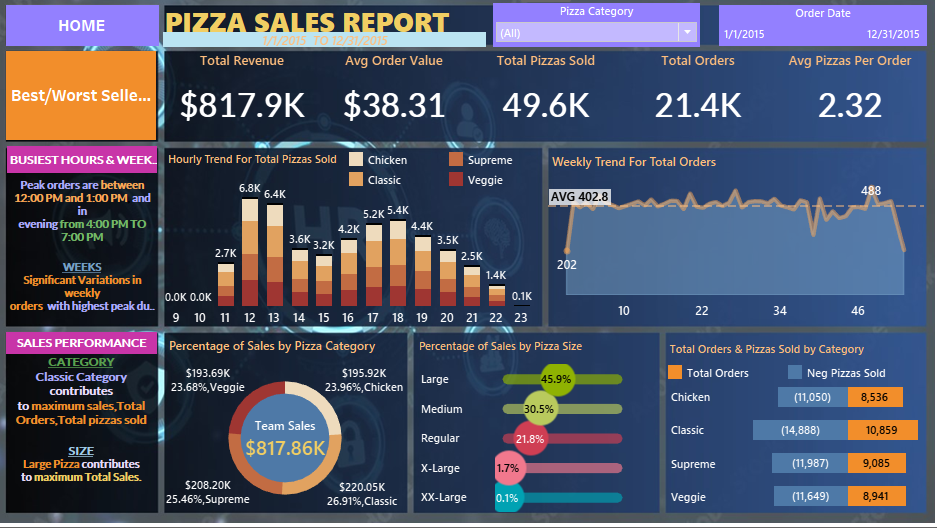 HOME
PIZZA SALES REPORT
1/1/2015 TO 12/31/2015
Pizza Category
(All)
Order Date
1/1/2015 12/31/2015
Best/Worst Selle...
Total Revenue
$817.9K
Avg Order Value
$38.31
Total Pizzas Sold
49.6K
Total Orders
21.4K
Avg Pizzas Per Order
2.32
BUSIEST HOURS & WEEK..
Peak orders are between
12:00 PM and 1:00 PM and
in
evening from 4:00 PM TO
7:00 PM
WEEKS
Significant Variations in
weekly
orders with highest peak du..
Hourly Trend For Total Pizzas Sold
Chicken
Supreme
Classic
Veggie
0.0K 0.0K 2.7K 6.8K 6.4K 3.6K 3.2K 4.2K 5.2K 5.4K 4.4K 3.5K 2.5K 1.4K 0.1K
9 10 11 12 13 14 15 16 17 18 19 20 21 22 23
Weekly Trend For Total Orders
AVG 402.8
488
202
10 22 34 46
SALES PERFORMANCE
CATEGORY
Classic Category
contributes
to maximum sales,Total
Orders,Total pizzas sold
SIZE
Large Pizza contributes
to maximum Total Sales.
Percentage of Sales by Pizza Category
$193.69K
23.68%,Veggie
$195.92K
23.96%,Chicken
Team Sales
$817.86K
$208.20K
25.46%,Supreme
$220.05K
26.91%,Classic
Percentage of Sales by Pizza Size
Large 45.9%
Medium 30.5%
Regular 21.8%
X-Large 1.7%
XX-Large 0.1%
Total Orders & Pizzas Sold by Category
Total Orders
Neg Pizzas Sold
Chicken (11,050) 8,536
Classic (14,888) 10,859
Supreme (11,987) 9,085
Veggie (11,649) 8,941